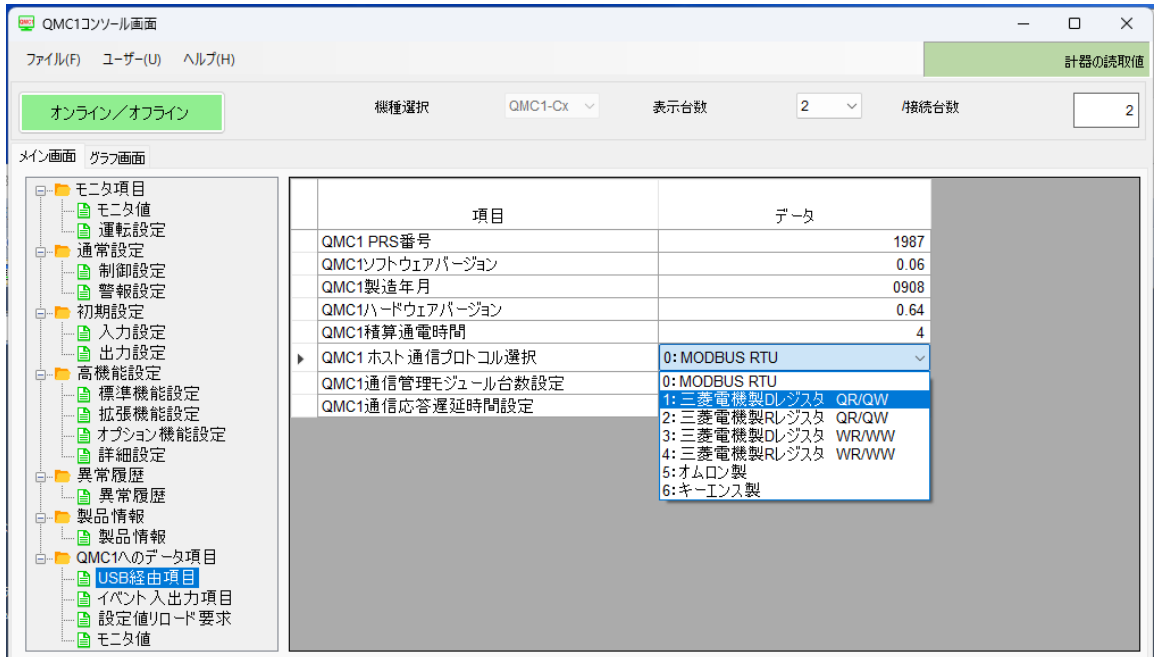 QMC1コンソール画面
ファイル(F) ユーザー(U) ヘルプ(H)
計器の読取値
オンライン／オフライン 機種選択 QMC1-Cx 表示台数 2 /接続台数 2
メイン画面 グラフ画面
モニタ項目
モニタ値
運転設定
通常設定
制御設定
警報設定
初期設定
入力設定
出力設定
高機能設定
標準機能設定
拡張機能設定
オプション機能設定
詳細設定
異常履歴
異常履歴
製品情報
製品情報
QMC1へのデータ項目
USB経由項目
イベント入出力項目
設定値リロード要求
モニタ値
項目 データ
QMC1 PRS番号 1987
QMC1ソフトウェアバージョン 0.06
QMC1製造年月 0908
QMC1ハードウェアバージョン 0.64
QMC1積算通電時間 4
QMC1 ホスト通信プロトコル選択 0: MODBUS RTU
QMC1通信管理モジュール台数設定
QMC1通信応答遅延時間設定
0: MODBUS RTU
1: 三菱電機製Dレジスタ QR/QW
2: 三菱電機製Rレジスタ QR/QW
3: 三菱電機製Dレジスタ WR/WW
4: 三菱電機製Rレジスタ WR/WW
5:オムロン製
6:キーエンス製